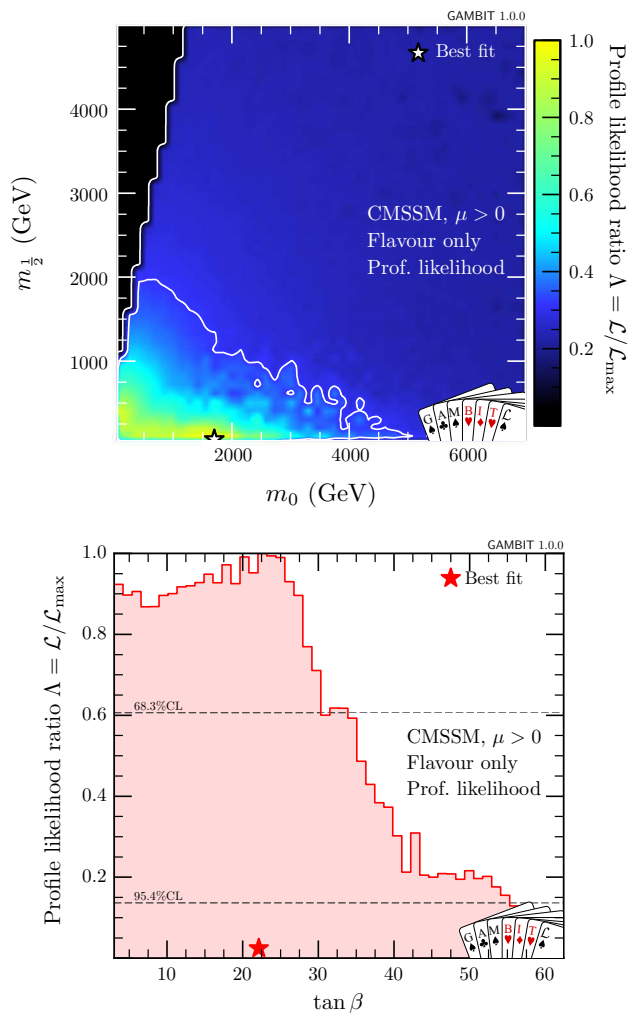 GAMBIT 1.0.0
Best fit
CMSSM, μ > 0
Flavour only
Prof. likelihood
4000
3000
2000
1000
m_{1/2} (GeV)
2000 4000 6000
m_0 (GeV)
1.0
0.8
0.6
0.4
0.2
Profile likelihood ratio Λ = ℒ/ℒ_max
G A M B I T ℒ
GAMBIT 1.0.0
Best fit
1.0
0.8
0.6
0.4
0.2
Profile likelihood ratio Λ = ℒ/ℒ_max
68.3%CL
CMSSM, μ > 0
Flavour only
Prof. likelihood
95.4%CL
G A M B I T ℒ
10 20 30 40 50 60
tan β